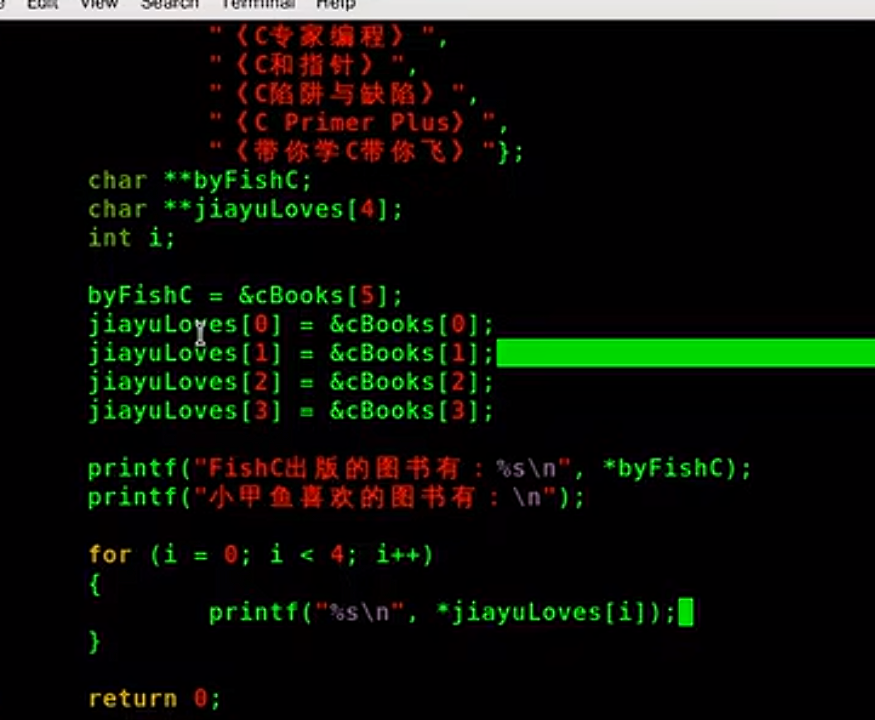 Edit View Search Terminal Help
"《C专家编程》",
"《C和指针》",
"《C陷阱与缺陷》",
"《C Primer Plus》",
"《带你学C带你飞》"};
char **byFishC;
char **jiayuLoves[4];
int i;
byFishC = &cBooks[5];
jiayuLoves[0] = &cBooks[0];
jiayuLoves[1] = &cBooks[1];
jiayuLoves[2] = &cBooks[2];
jiayuLoves[3] = &cBooks[3];
printf("FishC出版的图书有：%s\n", *byFishC);
printf("小甲鱼喜欢的图书有：\n");
for (i = 0; i < 4; i++)
{
printf("%s\n", *jiayuLoves[i]);
}
return 0;